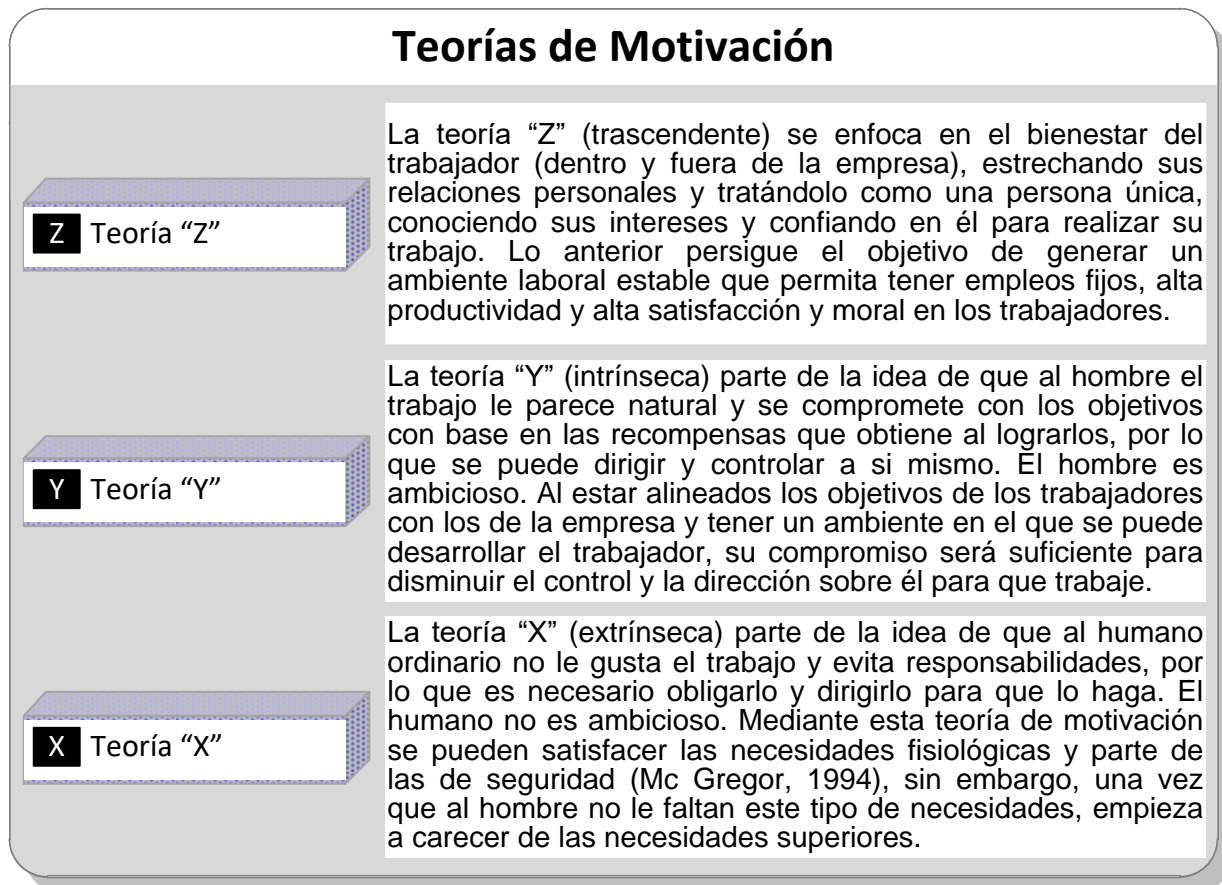 Teorías de Motivación
Z Teoría “Z”
La teoría “Z” (trascendente) se enfoca en el bienestar del
trabajador (dentro y fuera de la empresa), estrechando sus
relaciones personales y tratándolo como una persona única,
conociendo sus intereses y confiando en él para realizar su
trabajo. Lo anterior persigue el objetivo de generar un
ambiente laboral estable que permita tener empleos fijos, alta
productividad y alta satisfacción y moral en los trabajadores.
Y Teoría “Y”
La teoría “Y” (intrínseca) parte de la idea de que al hombre el
trabajo le parece natural y se compromete con los objetivos
con base en las recompensas que obtiene al lograrlos, por lo
que se puede dirigir y controlar a si mismo. El hombre es
ambicioso. Al estar alineados los objetivos de los trabajadores
con los de la empresa y tener un ambiente en el que se puede
desarrollar el trabajador, su compromiso será suficiente para
disminuir el control y la dirección sobre él para que trabaje.
X Teoría “X”
La teoría “X” (extrínseca) parte de la idea de que al humano
ordinario no le gusta el trabajo y evita responsabilidades, por
lo que es necesario obligarlo y dirigirlo para que lo haga. El
humano no es ambicioso. Mediante esta teoría de motivación
se pueden satisfacer las necesidades fisiológicas y parte de
las de seguridad (Mc Gregor, 1994), sin embargo, una vez
que al hombre no le faltan este tipo de necesidades, empieza
a carecer de las necesidades superiores.